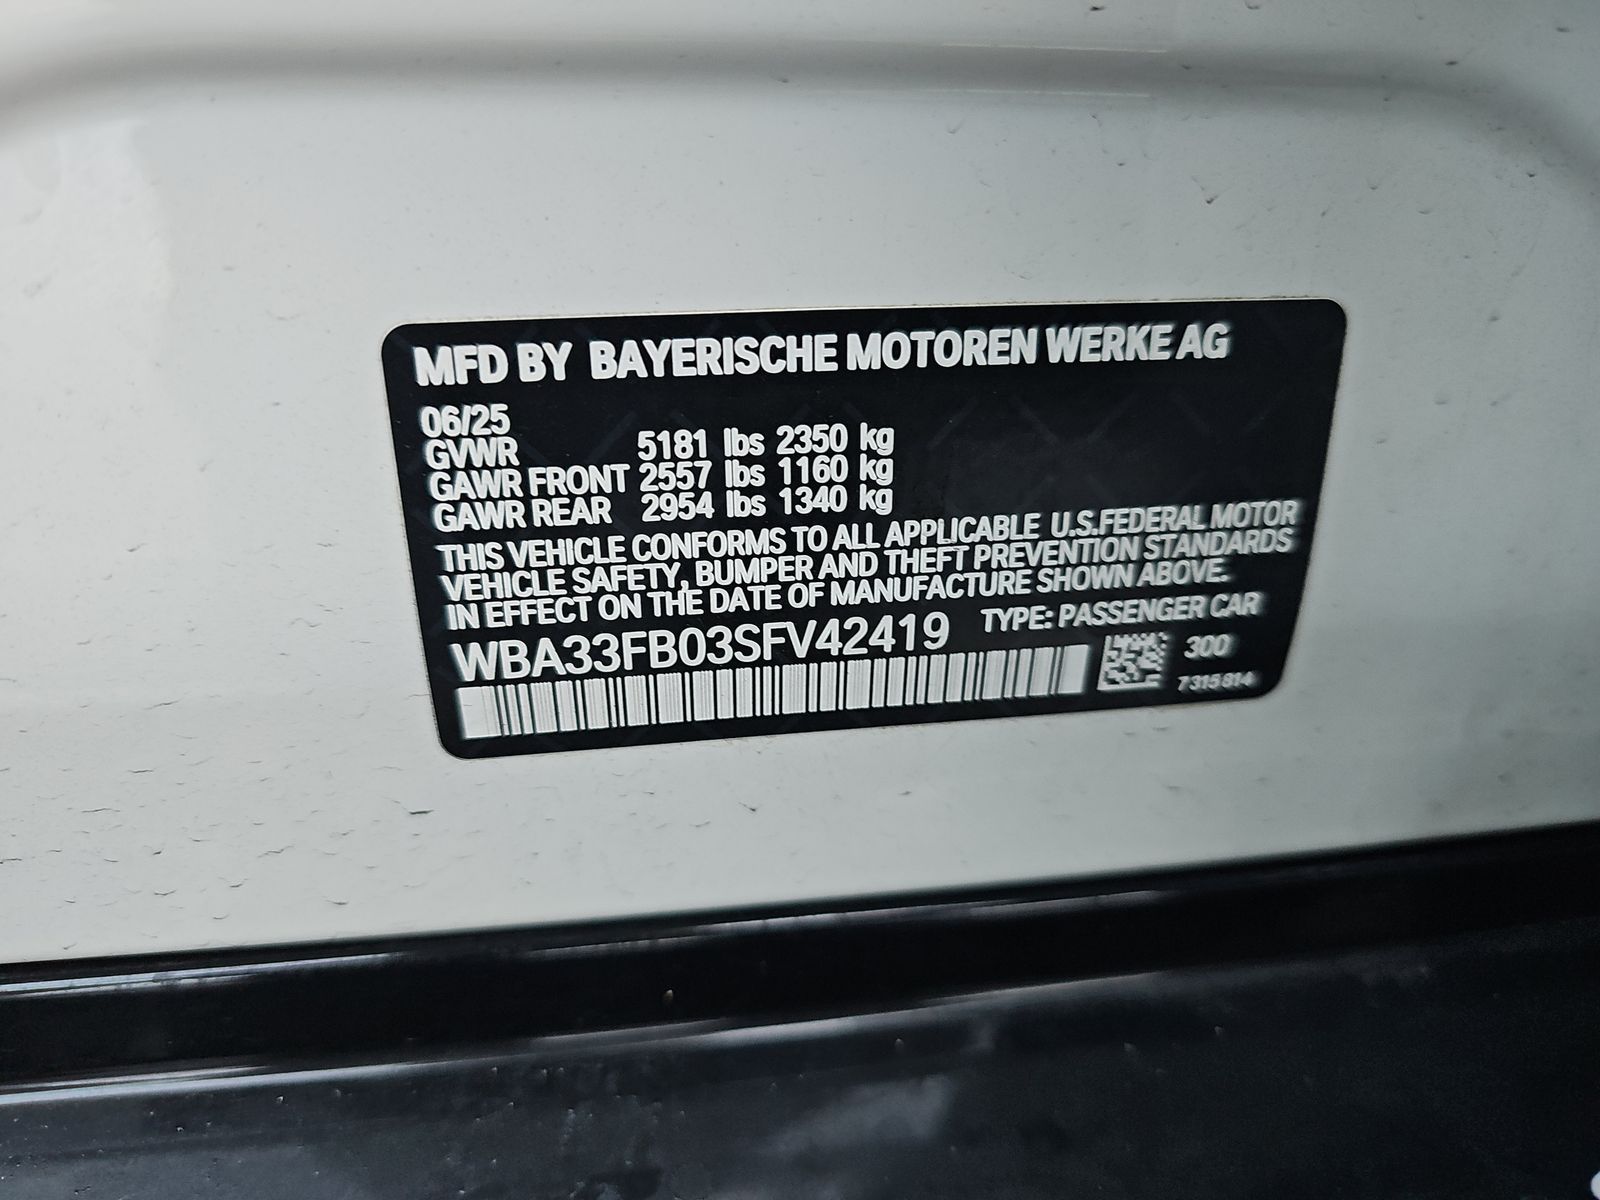 MFD BY BAYERISCHE MOTOREN WERKE AG
06/25
GVWR 5181 lbs 2350 kg
GAWR FRONT 2557 lbs 1160 kg
GAWR REAR 2954 lbs 1340 kg
THIS VEHICLE CONFORMS TO ALL APPLICABLE U.S.FEDERAL MOTOR
VEHICLE SAFETY, BUMPER AND THEFT PREVENTION STANDARDS
IN EFFECT ON THE DATE OF MANUFACTURE SHOWN ABOVE.
WBA33FB03SFV42419 TYPE: PASSENGER CAR
300
7315814